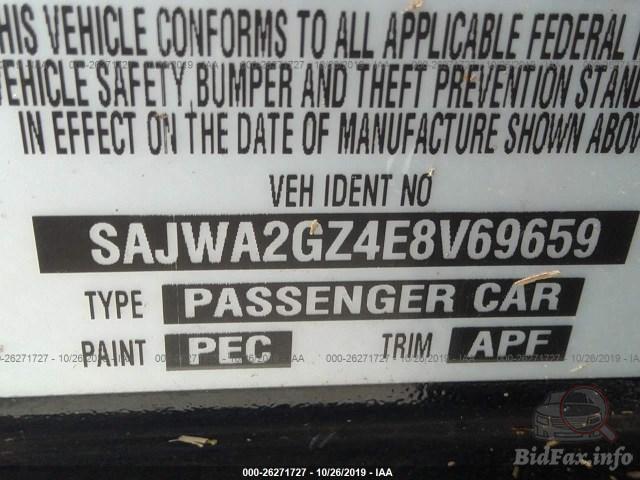 HIS VEHICLE CONFORMS TO ALL APPLICABLE FEDERAL
VEHICLE SAFETY, BUMPER AND THEFT PREVENTION STAND
IN EFFECT ON THE DATE OF MANUFACTURE SHOWN ABOV
VEH IDENT NO
SAJWA2GZ4E8V69659
TYPE PASSENGER CAR
PAINT PEC TRIM APF
000-26271727 - 10/26/2019 - IAA
BidFax.info